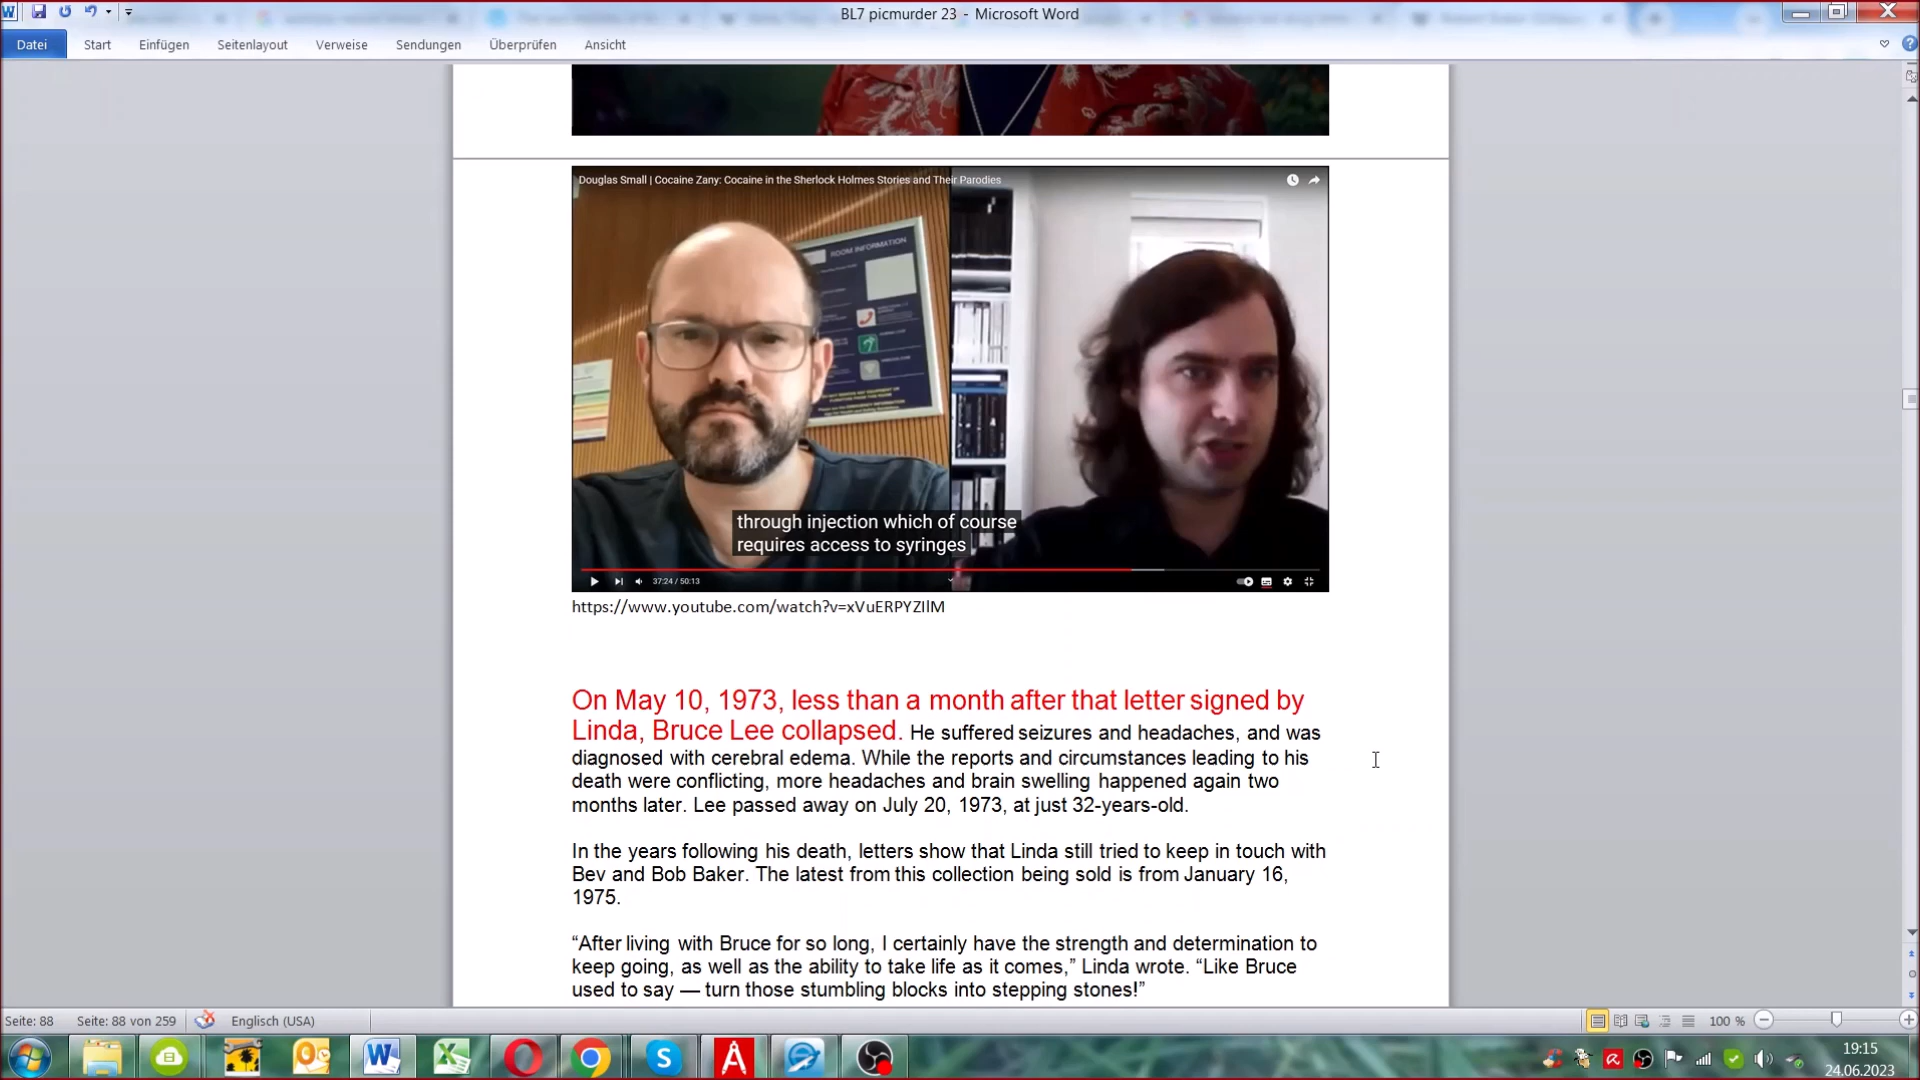 BL7 picmurder 23 - Microsoft Word
Datei Start Einfügen Seitenlayout Verweise Sendungen Überprüfen Ansicht
Douglas Small | Cocaine Zany: Cocaine in the Sherlock Holmes Stories and Their Parodies
ROOM INFORMATION
through injection which of course
requires access to syringes
37:24 / 50:13
https://www.youtube.com/watch?v=xVuERPYZIlM
On May 10, 1973, less than a month after that letter signed by
Linda, Bruce Lee collapsed. He suffered seizures and headaches, and was
diagnosed with cerebral edema. While the reports and circumstances leading to his
death were conflicting, more headaches and brain swelling happened again two
months later. Lee passed away on July 20, 1973, at just 32-years-old.
In the years following his death, letters show that Linda still tried to keep in touch with
Bev and Bob Baker. The latest from this collection being sold is from January 16,
1975.
“After living with Bruce for so long, I certainly have the strength and determination to
keep going, as well as the ability to take life as it comes,” Linda wrote. “Like Bruce
used to say — turn those stumbling blocks into stepping stones!”
Seite: 88 Seite: 88 von 259 Englisch (USA) 100 %
19:15
24.06.2023